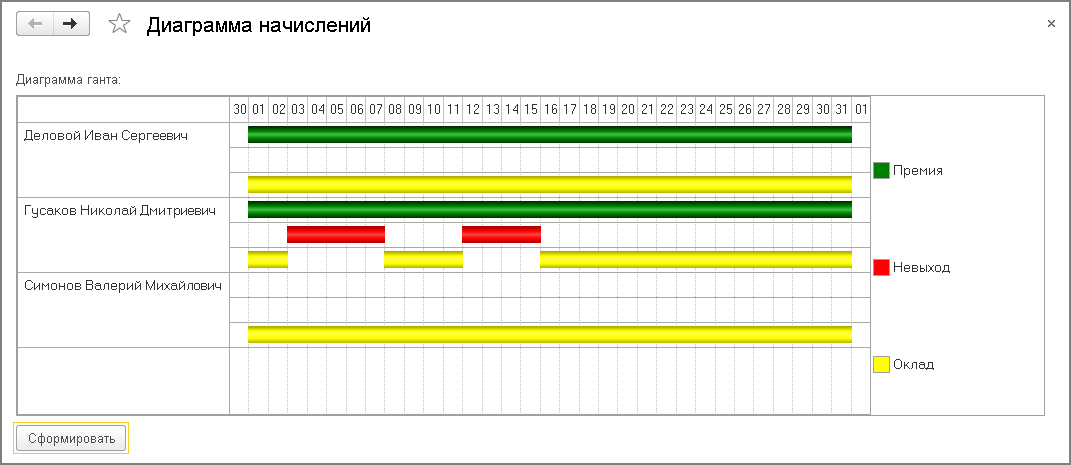 Диаграмма начислений
Диаграмма ганта:
30 01 02 03 04 05 06 07 08 09 10 11 12 13 14 15 16 17 18 19 20 21 22 23 24 25 26 27 28 29 30 31 01
Деловой Иван Сергеевич
Премия
Гусаков Николай Дмитриевич
Невыход
Симонов Валерий Михайлович
Оклад
Сформировать